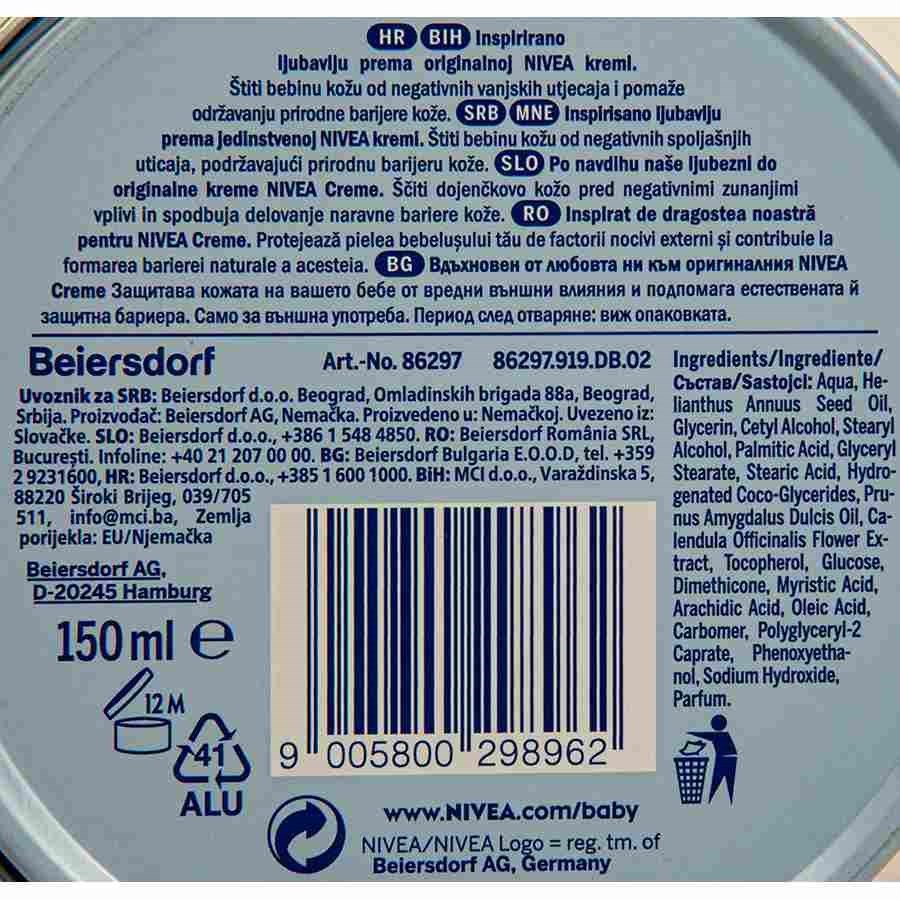 HR BIH Inspirirano
ljubavlju prema originalnoj NIVEA kremi.
Štiti bebinu kožu od negativnih vanjskih utjecaja i pomaže
održavanju prirodne barijere kože. SRB MNE Inspirisano ljubavlju
prema jedinstvenoj NIVEA kremi. Štiti bebinu kožu od negativnih spoljašnjih
uticaja, podržavajući prirodnu barijeru kože. SLO Po navdihu naše ljubezni do
originalne kreme NIVEA Creme. Ščiti dojenčkovo kožo pred negativnimi zunanjimi
vplivi in spodbuja delovanje naravne bariere kože. RO Inspirat de dragostea noastră
pentru NIVEA Creme. Protejează pielea bebelușului tău de factorii nocivi externi și contribuie la
formarea barierei naturale a acesteia. BG Вдъхновен от любовта ни към оригиналния NIVEA
Creme Защитава кожата на вашето бебе от вредни външни влияния и подпомага естествената й
защитна бариера. Само за външна употреба. Период след отваряне: виж опаковката.
Beiersdorf Art.-No. 86297 86297.919.DB.02
Uvoznik za SRB: Beiersdorf d.o.o. Beograd, Omladinskih brigada 88a, Beograd,
Srbija. Proizvođač: Beiersdorf AG, Nemačka. Proizvedeno u: Nemačkoj. Uvezeno iz:
Slovačke. SLO: Beiersdorf d.o.o., +386 1 548 4850. RO: Beiersdorf România SRL,
București. Infoline: +40 21 207 00 00. BG: Beiersdorf Bulgaria E.O.O.D, tel. +359
2 9231600, HR: Beiersdorf d.o.o., +385 1 600 1000. BiH: MCI d.o.o., Varaždinska 5,
88220 Široki Brijeg, 039/705
511, info@mci.ba, Zemlja
porijekla: EU/Njemačka
Beiersdorf AG,
D-20245 Hamburg
150 ml e
12 M
41
ALU
9 005800 298962
www.NIVEA.com/baby
NIVEA/NIVEA Logo = reg. tm. of
Beiersdorf AG, Germany
Ingredients/Ingrediente/
Състав/Sastojci: Aqua, He-
lianthus Annuus Seed Oil,
Glycerin, Cetyl Alcohol, Stearyl
Alcohol, Palmitic Acid, Glyceryl
Stearate, Stearic Acid, Hydro-
genated Coco-Glycerides, Pru-
nus Amygdalus Dulcis Oil, Ca-
lendula Officinalis Flower Ex-
tract, Tocopherol, Glucose,
Dimethicone, Myristic Acid,
Arachidic Acid, Oleic Acid,
Carbomer, Polyglyceryl-2
Caprate, Phenoxyetha-
nol, Sodium Hydroxide,
Parfum.